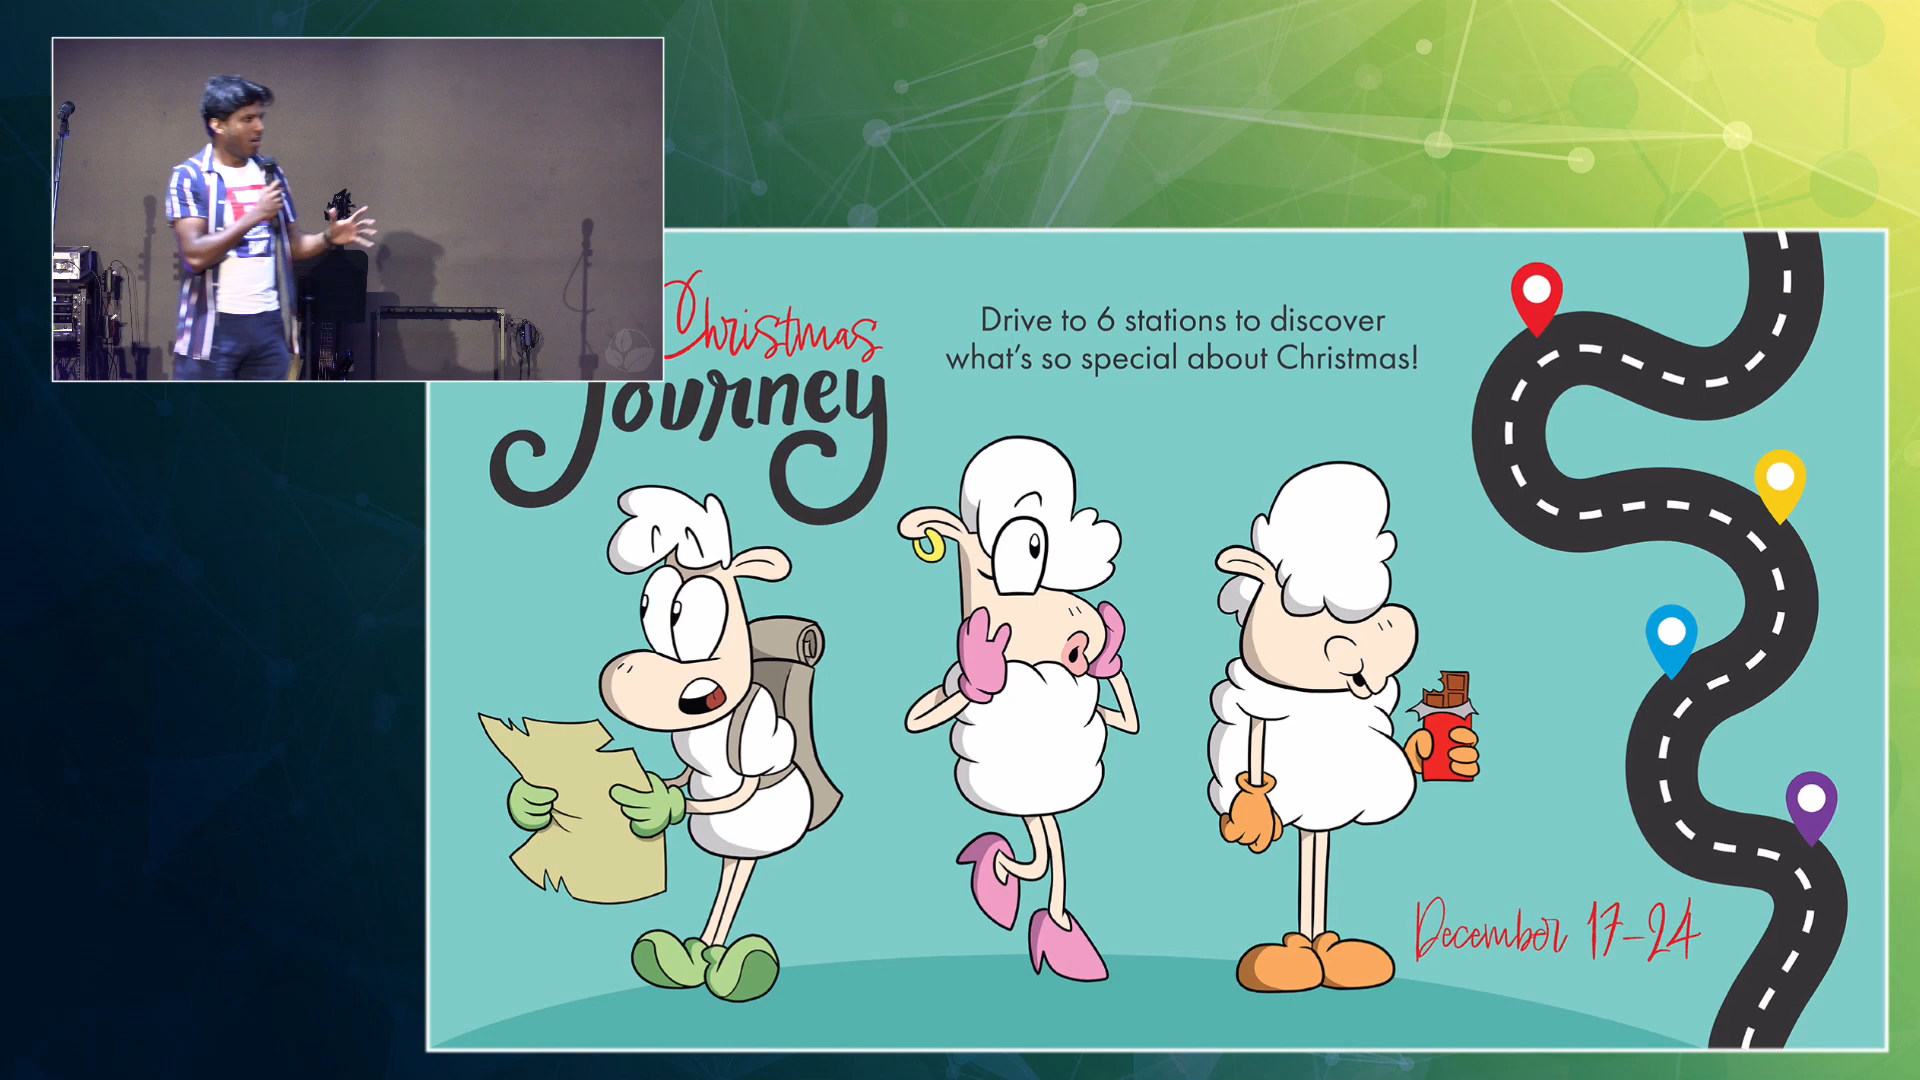 Christmas
Journey
Drive to 6 stations to discover
what's so special about Christmas!
December 17–24